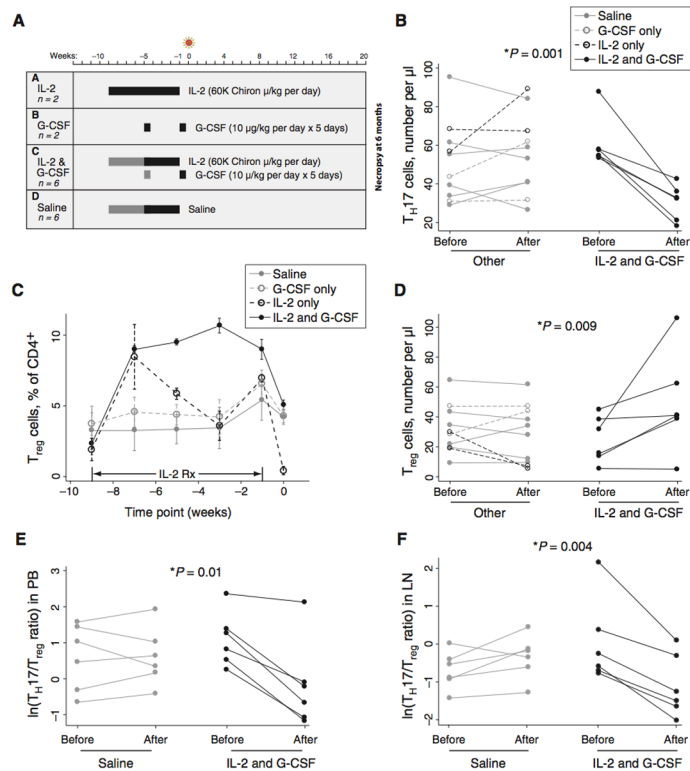 A
Weeks: −10 −5 −1 0 4 8 12 16 20
A
IL-2
n = 2
IL-2 (60K Chiron µ/kg per day)
B
G-CSF
n = 2
G-CSF (10 µg/kg per day x 5 days)
C
IL-2 &
G-CSF
n = 6
IL-2 (60K Chiron µ/kg per day)
G-CSF (10 µg/kg per day x 5 days)
D
Saline
n = 6
Saline
Necropsy at 6 months
B
Saline
G-CSF only
IL-2 only
IL-2 and G-CSF
*P = 0.001
TH17 cells, number per µl
100
80
60
40
20
Before After Before After
Other IL-2 and G-CSF
C
Saline
G-CSF only
IL-2 only
IL-2 and G-CSF
Treg cells, % of CD4+
10
5
0
IL-2 Rx
−10 −8 −6 −4 −2 0
Time point (weeks)
D
*P = 0.009
Treg cells, number per µl
100
80
60
40
20
0
Before After Before After
Other IL-2 and G-CSF
E
*P = 0.01
ln(TH17/Treg ratio) in PB
3
2
1
0
−1
Before After Before After
Saline IL-2 and G-CSF
F
*P = 0.004
ln(TH17/Treg ratio) in LN
2
1
0
−1
−2
Before After Before After
Saline IL-2 and G-CSF